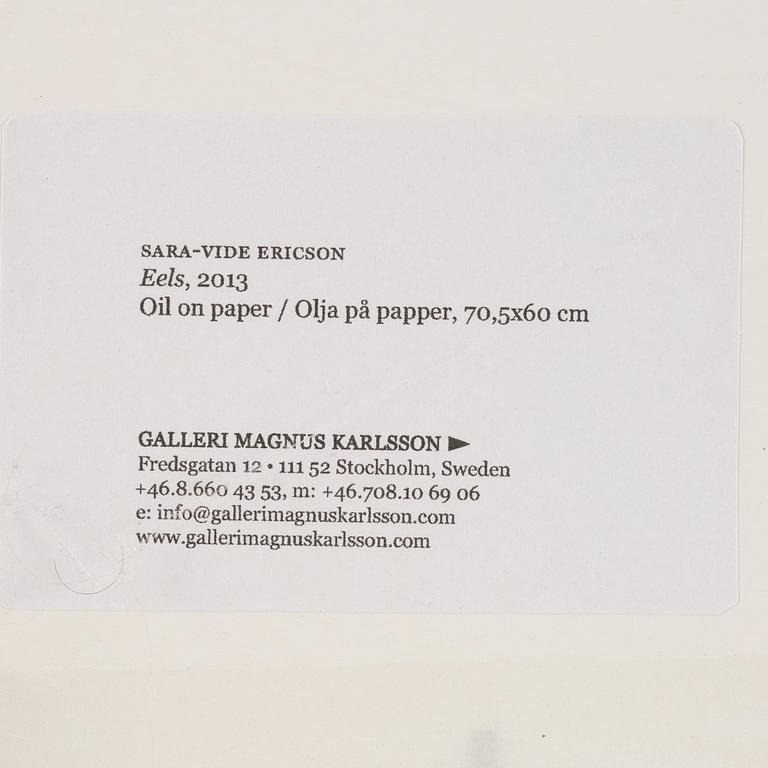 SARA-VIDE ERICSON
Eels, 2013
Oil on paper / Olja på papper, 70,5x60 cm
GALLERI MAGNUS KARLSSON ►
Fredsgatan 12 • 111 52 Stockholm, Sweden
+46.8.660 43 53, m: +46.708.10 69 06
e: info@gallerimagnuskarlsson.com
www.gallerimagnuskarlsson.com